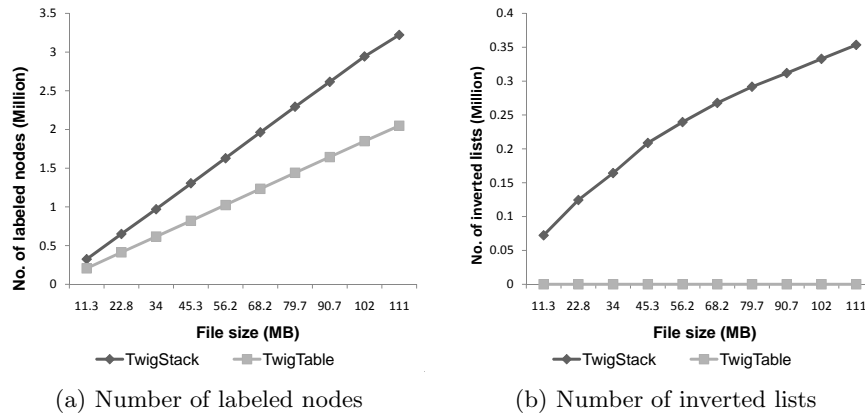 3.5
3
2.5
2
1.5
1
0.5
0
No. of labeled nodes (Million)
11.3 22.8 34 45.3 56.2 68.2 79.7 90.7 102 111
File size (MB)
TwigStack TwigTable
(a) Number of labeled nodes
0.4
0.35
0.3
0.25
0.2
0.15
0.1
0.05
0
No. of inverted lists (Million)
11.3 22.8 34 45.3 56.2 68.2 79.7 90.7 102 111
File size (MB)
TwigStack TwigTable
(b) Number of inverted lists